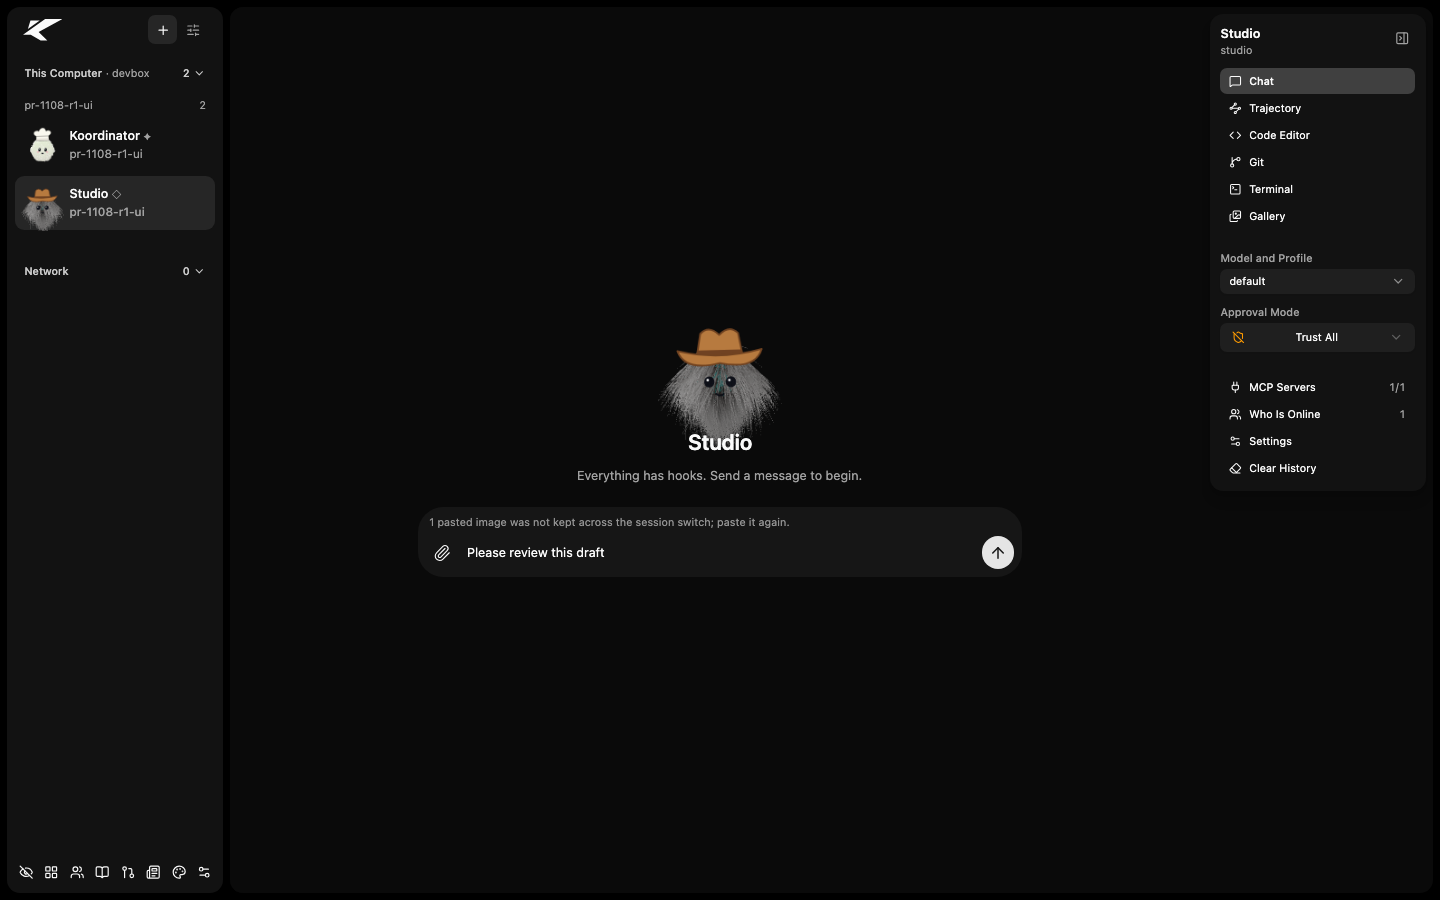 This Computer · devbox 2
pr-1108-r1-ui 2
Koordinator
pr-1108-r1-ui
Studio
pr-1108-r1-ui
Network 0
Studio
Everything has hooks. Send a message to begin.
1 pasted image was not kept across the session switch; paste it again.
Please review this draft
Studio
studio
Chat
Trajectory
Code Editor
Git
Terminal
Gallery
Model and Profile
default
Approval Mode
Trust All
MCP Servers 1/1
Who Is Online 1
Settings
Clear History